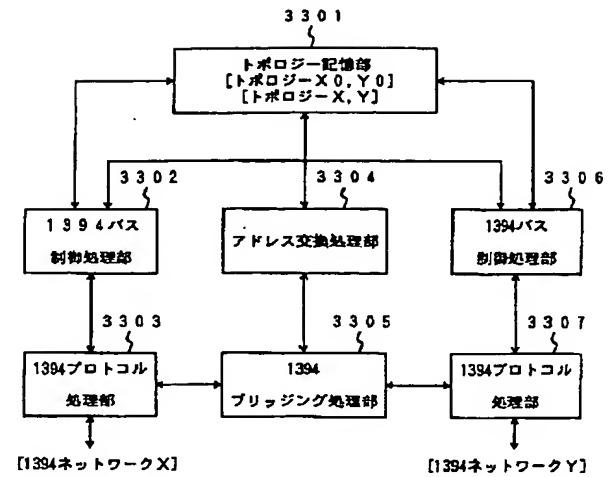 3301
トポロジー記憶部
[トポロジーX0,Y0]
[トポロジーX,Y]
3302
3304
3306
1394バス
制御処理部
アドレス変換処理部
1394バス
制御処理部
3303
3305
3307
1394プロトコル
処理部
1394
ブリッジング処理部
1394プロトコル
処理部
[1394ネットワークX]
[1394ネットワークY]